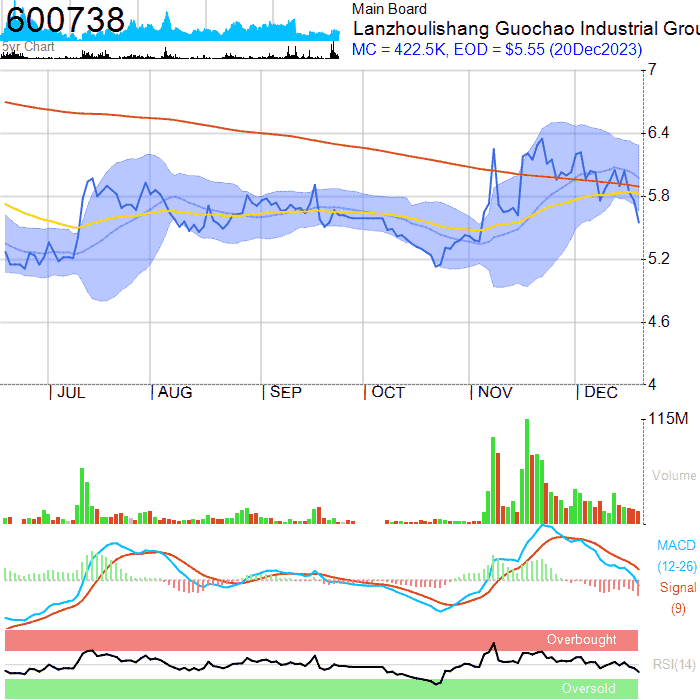 600738
5yr Chart
Main Board
Lanzhoulishang Guochao Industrial Grou
MC = 422.5K, EOD = $5.55 (20Dec2023)
7
6.4
5.8
5.2
4.6
4
JUL AUG SEP OCT NOV DEC
115M
Volume
MACD
(12-26)
Signal
(9)
Overbought
RSI(14)
Oversold